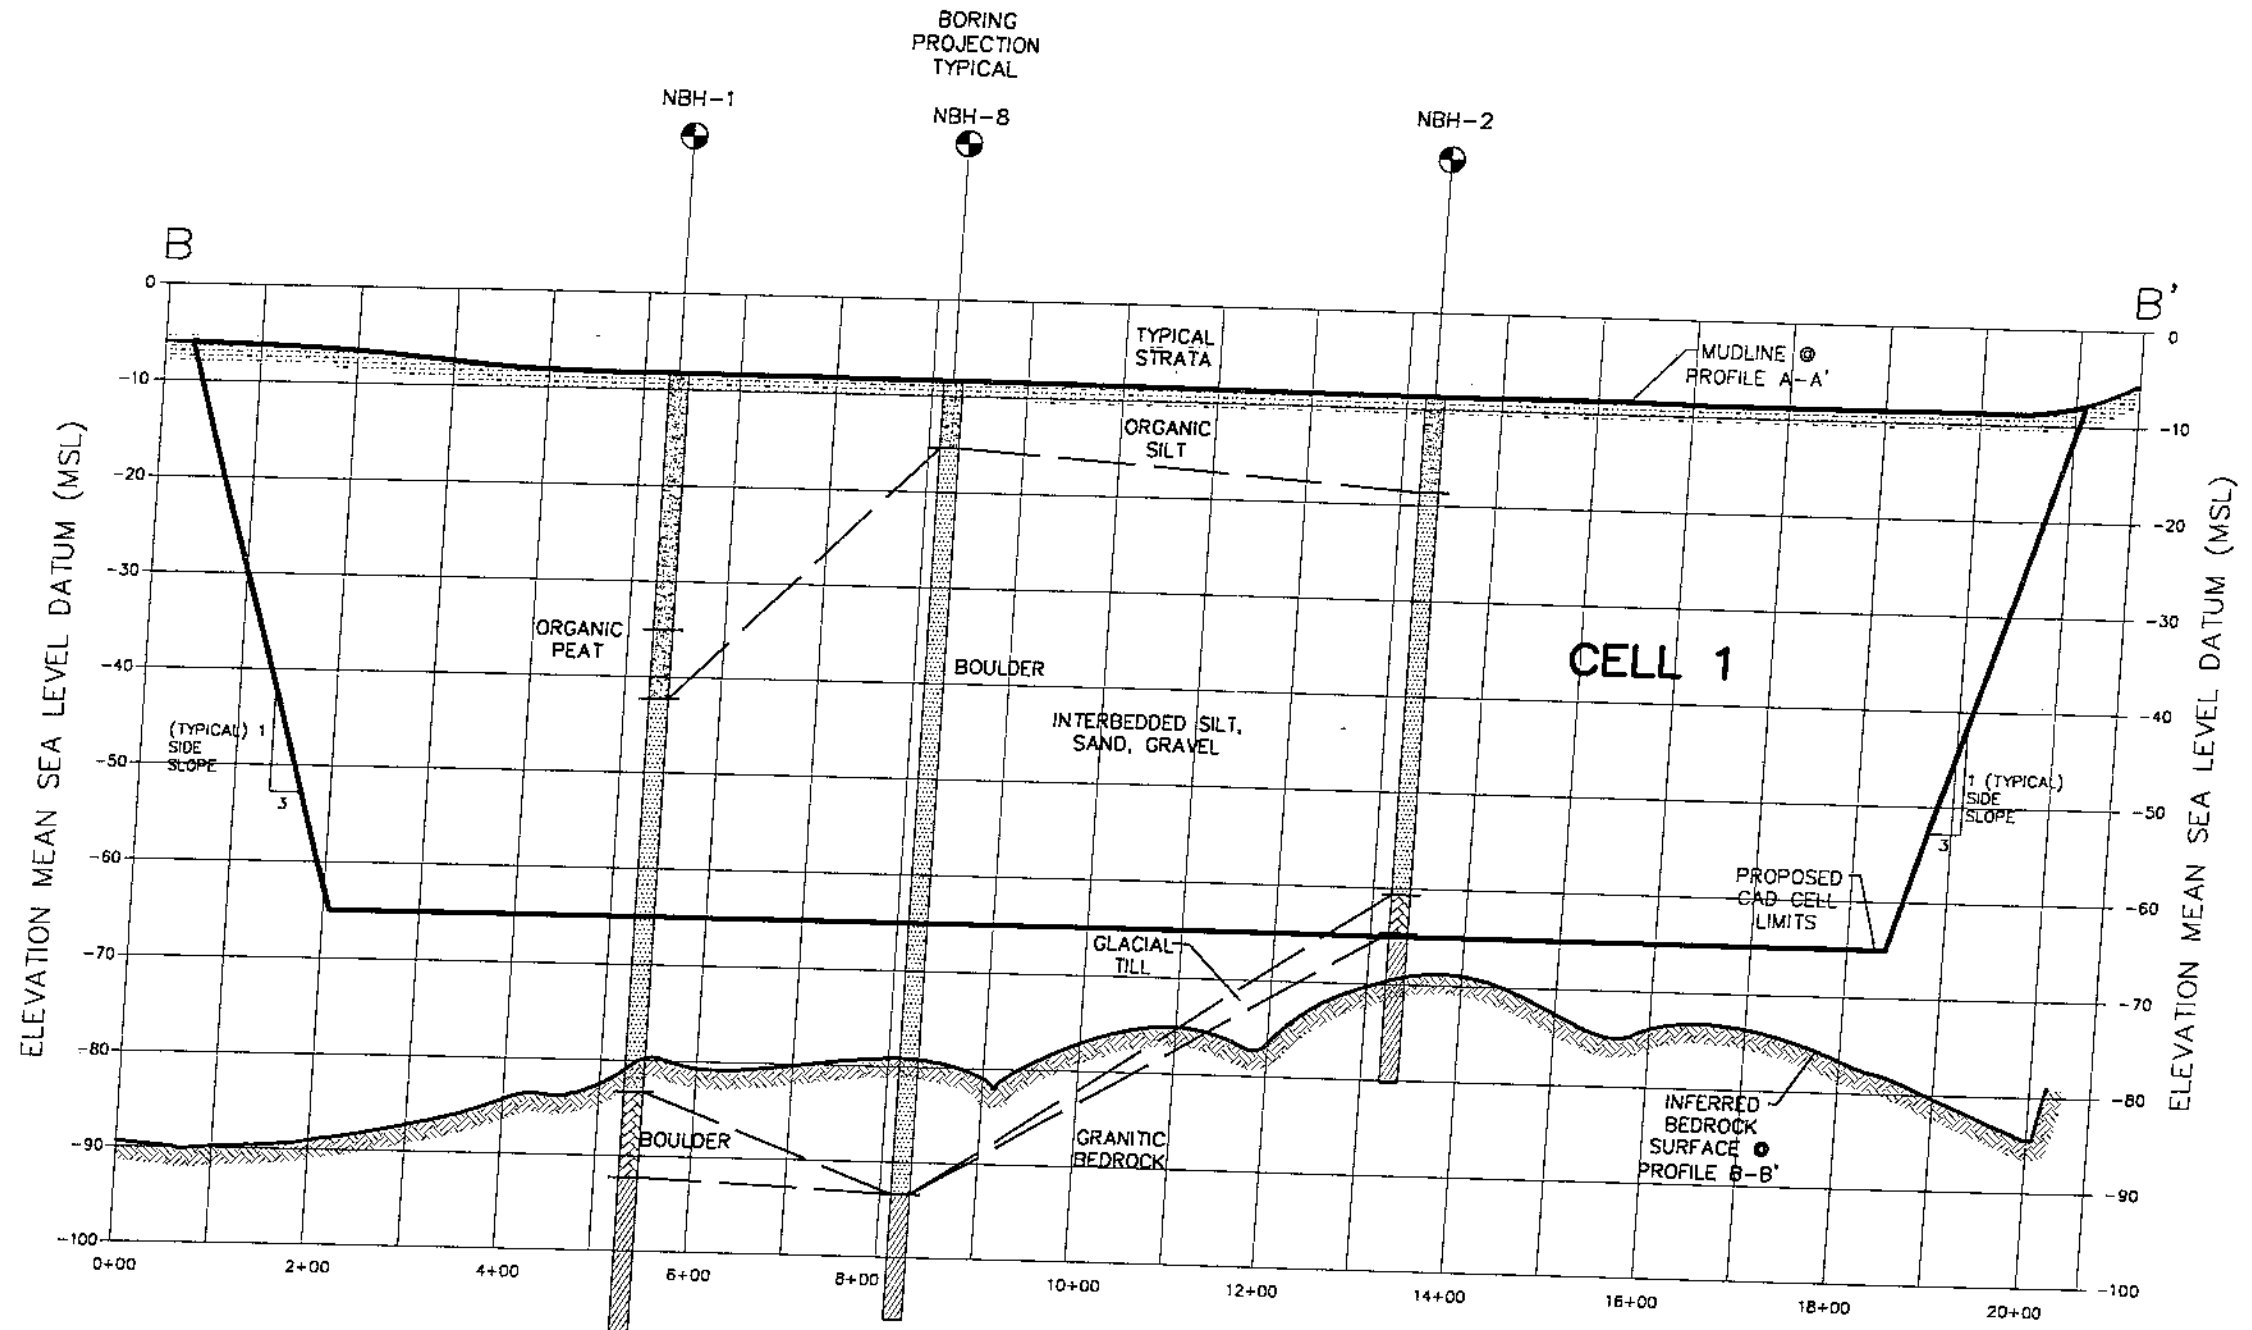 BORING
PROJECTION
TYPICAL
NBH-1
NBH-8
NBH-2
B
B'
0
-10
-20
-30
-40
-50
-60
-70
-80
-90
-100
ELEVATION MEAN SEA LEVEL DATUM (MSL)
TYPICAL
STRATA
MUDLINE @
PROFILE A-A'
ORGANIC
SILT
ORGANIC
PEAT
BOULDER
CELL 1
INTERBEDDED SILT,
SAND, GRAVEL
(TYPICAL) 1
SIDE
SLOPE
3
1 (TYPICAL)
SIDE
SLOPE
3
PROPOSED
CAD CELL
LIMITS
GLACIAL
TILL
BOULDER
GRANITIC
BEDROCK
INFERRED
BEDROCK
SURFACE @
PROFILE B-B'
0
-10
-20
-30
-40
-50
-60
-70
-80
-90
-100
ELEVATION MEAN SEA LEVEL DATUM (MSL)
0+00
2+00
4+00
6+00
8+00
10+00
12+00
14+00
16+00
18+00
20+00